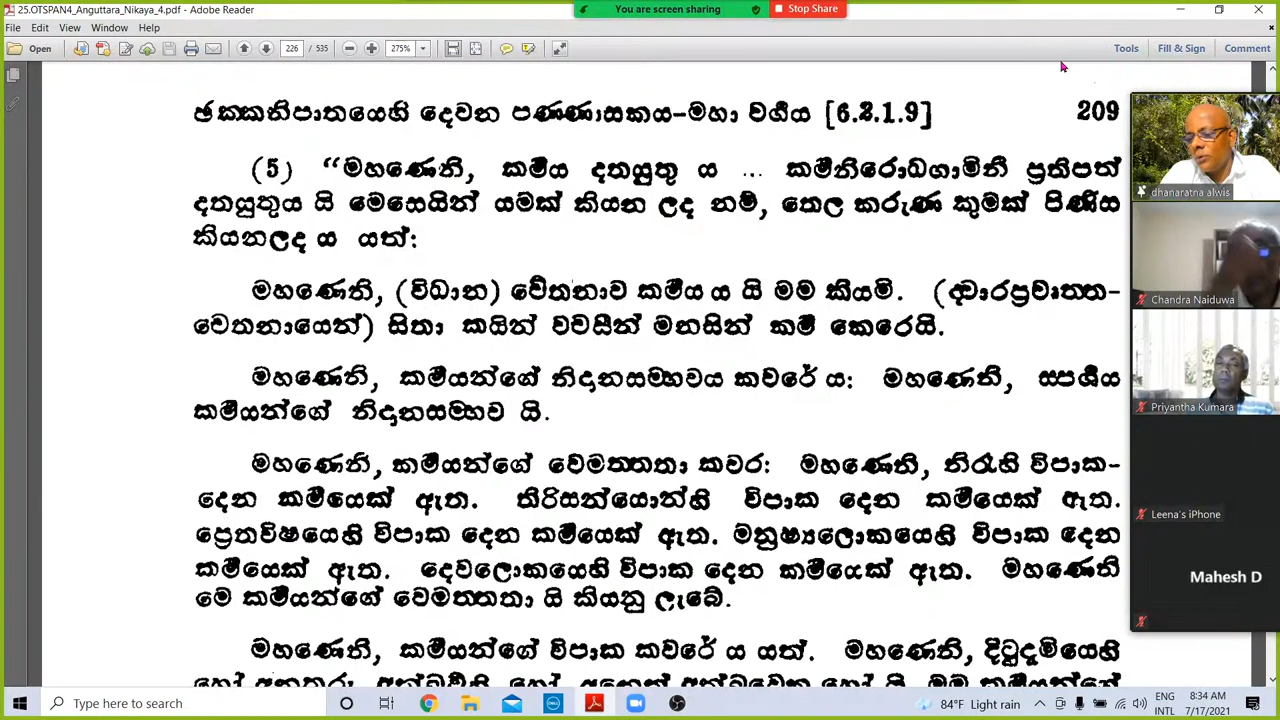 25.OTSPAN4_Anguttara_Nikaya_4.pdf - Adobe Reader
You are screen sharing
Stop Share
File Edit View Window Help
Open
226 / 535
275%
Tools
Fill & Sign
Comment
ඡක්කනිපාතයෙහි දෙවන පණ්ණාසකය-මහා වර්ගය [6.2.1.9] 209
(5) “මහණෙනි, කර්මය දතයුතු ය ... කර්මනිරොධගාමිනී ප්‍රතිපත්
දතයුතුය යි මෙසෙයින් යමක් කියන ලද නම්, තෙල කරුණ කුමක් පිණිස
කියනලද ය යත්:
මහණෙනි, (විධාන) චේතනාව කර්මය ය යි මම කියමි. (ද්වාරප්‍රවෘත්ත-
චෙතනායෙන්) සිතා කයින් වචසින් මනසින් කර්ම කෙරෙයි.
මහණෙනි, කර්මයන්ගේ නිදානසම්භවය කවරේ ය: මහණෙනි, ස්පර්ශය
කර්මයන්ගේ නිදානසම්භව යි.
මහණෙනි, කර්මයන්ගේ වෙමත්තතා කවර: මහණෙනි, නිරැහි විපාක-
දෙන කර්මයෙක් ඇත. තිරිසන්යොන්හි විපාක දෙන කර්මයෙක් ඇත.
ප්‍රෙතවිෂයෙහි විපාක දෙන කර්මයෙක් ඇත. මනුෂ්‍යලොකයෙහි විපාක දෙන
කර්මයෙක් ඇත. දෙවලොකයෙහි විපාක දෙන කර්මයෙක් ඇත. මහණෙනි
මෙ කර්මයන්ගේ වෙමත්තතා යි කියනු ලැබේ.
මහණෙනි, කර්මයන්ගේ විපාක කවරේ ය යත්. මහණෙනි, දිටුදැමියෙහි
dhanaratna alwis
Chandra Naiduwa
Priyantha Kumara
Leena's iPhone
Mahesh D
Type here to search
84°F Light rain
ENG
INTL
8:34 AM
7/17/2021